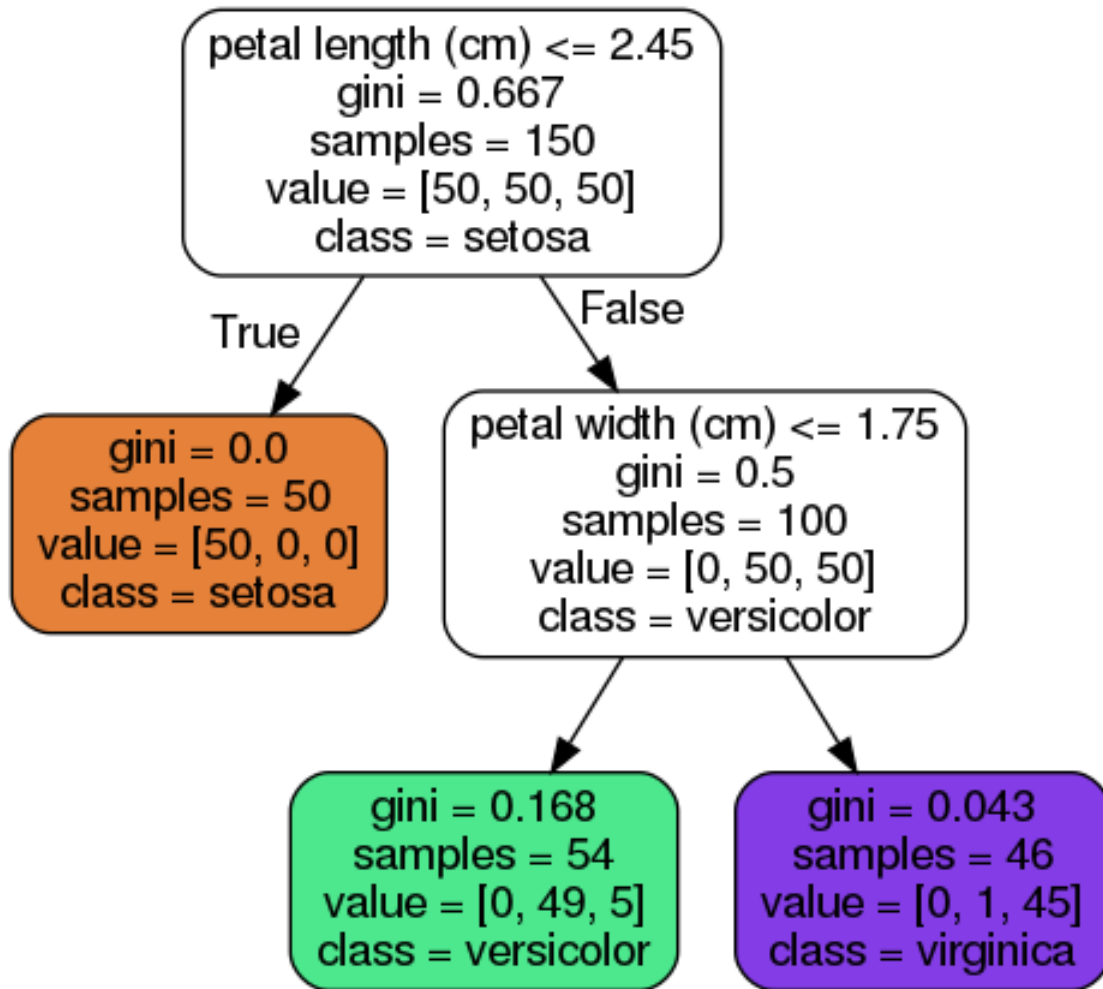 petal length (cm) <= 2.45
gini = 0.667
samples = 150
value = [50, 50, 50]
class = setosa
True
False
gini = 0.0
samples = 50
value = [50, 0, 0]
class = setosa
petal width (cm) <= 1.75
gini = 0.5
samples = 100
value = [0, 50, 50]
class = versicolor
gini = 0.168
samples = 54
value = [0, 49, 5]
class = versicolor
gini = 0.043
samples = 46
value = [0, 1, 45]
class = virginica